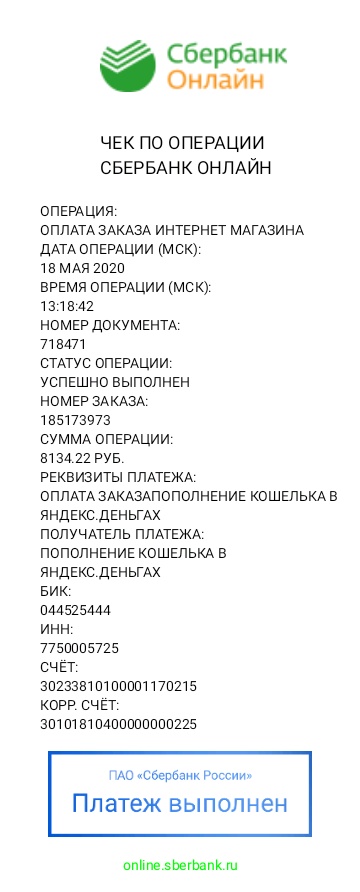 Сбербанк
Онлайн
ЧЕК ПО ОПЕРАЦИИ
СБЕРБАНК ОНЛАЙН
ОПЕРАЦИЯ:
ОПЛАТА ЗАКАЗА ИНТЕРНЕТ МАГАЗИНА
ДАТА ОПЕРАЦИИ (МСК):
18 МАЯ 2020
ВРЕМЯ ОПЕРАЦИИ (МСК):
13:18:42
НОМЕР ДОКУМЕНТА:
718471
СТАТУС ОПЕРАЦИИ:
УСПЕШНО ВЫПОЛНЕН
НОМЕР ЗАКАЗА:
185173973
СУММА ОПЕРАЦИИ:
8134.22 РУБ.
РЕКВИЗИТЫ ПЛАТЕЖА:
ОПЛАТА ЗАКАЗАПОПОЛНЕНИЕ КОШЕЛЬКА В
ЯНДЕКС.ДЕНЬГАХ
ПОЛУЧАТЕЛЬ ПЛАТЕЖА:
ПОПОЛНЕНИЕ КОШЕЛЬКА В
ЯНДЕКС.ДЕНЬГАХ
БИК:
044525444
ИНН:
7750005725
СЧЁТ:
30233810100001170215
КОРР. СЧЁТ:
30101810400000000225
ПАО «Сбербанк России»
Платеж выполнен
online.sberbank.ru